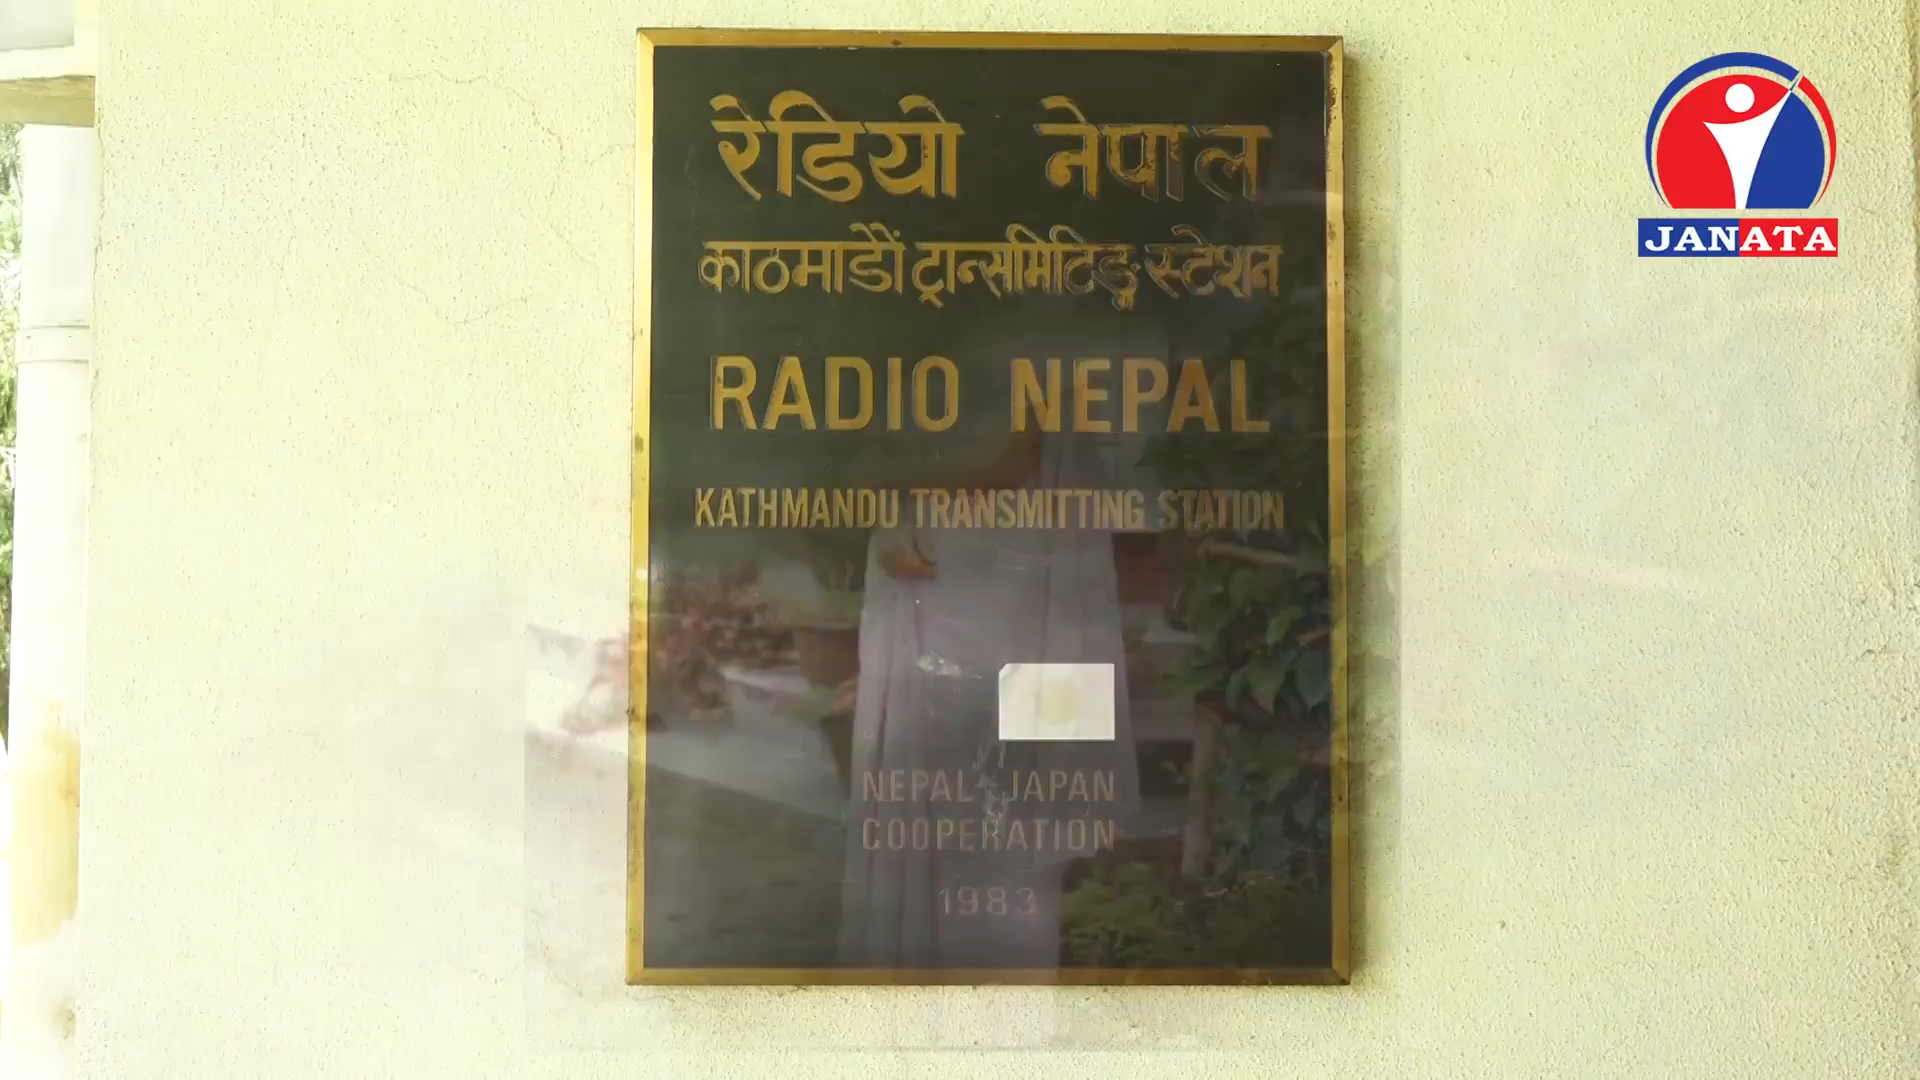 रेडियो नेपाल
काठमाडौं ट्रान्समिटिङ्ग स्टेशन
RADIO NEPAL
KATHMANDU TRANSMITTING STATION
NEPAL JAPAN
COOPERATION
1983
JANATA